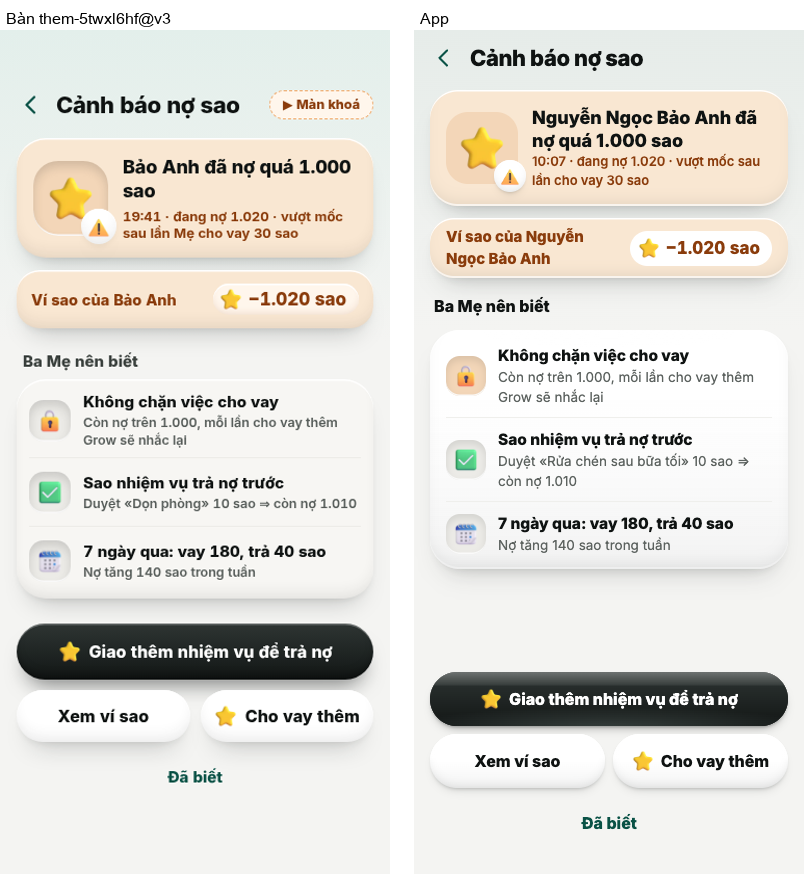 Bản them-5twxl6hf@v3
Cảnh báo nợ sao
▶ Màn khoá
Bảo Anh đã nợ quá 1.000
sao
19:41 · đang nợ 1.020 · vượt mốc
sau lần Mẹ cho vay 30 sao
Ví sao của Bảo Anh
−1.020 sao
Ba Mẹ nên biết
Không chặn việc cho vay
Còn nợ trên 1.000, mỗi lần cho vay thêm
Grow sẽ nhắc lại
Sao nhiệm vụ trả nợ trước
Duyệt «Dọn phòng» 10 sao ⇒ còn nợ 1.010
7 ngày qua: vay 180, trả 40 sao
Nợ tăng 140 sao trong tuần
Giao thêm nhiệm vụ để trả nợ
Xem ví sao
Cho vay thêm
Đã biết
App
Cảnh báo nợ sao
Nguyễn Ngọc Bảo Anh đã
nợ quá 1.000 sao
10:07 · đang nợ 1.020 · vượt mốc sau
lần cho vay 30 sao
Ví sao của Nguyễn
Ngọc Bảo Anh
−1.020 sao
Ba Mẹ nên biết
Không chặn việc cho vay
Còn nợ trên 1.000, mỗi lần cho vay thêm
Grow sẽ nhắc lại
Sao nhiệm vụ trả nợ trước
Duyệt «Rửa chén sau bữa tối» 10 sao ⇒
còn nợ 1.010
7 ngày qua: vay 180, trả 40 sao
Nợ tăng 140 sao trong tuần
Giao thêm nhiệm vụ để trả nợ
Xem ví sao
Cho vay thêm
Đã biết